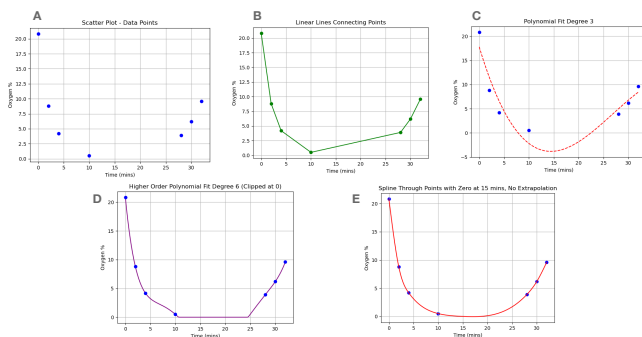 A
Scatter Plot - Data Points
Oxygen %
20.0
17.5
15.0
12.5
10.0
7.5
5.0
2.5
0.0
0 5 10 15 20 25 30
Time (mins)
B
Linear Lines Connecting Points
Oxygen %
20.0
17.5
15.0
12.5
10.0
7.5
5.0
2.5
0.0
0 5 10 15 20 25 30
Time (mins)
C
Polynomial Fit Degree 3
Oxygen %
20
15
10
5
0
−5
0 5 10 15 20 25 30
Time (mins)
D
Higher Order Polynomial Fit Degree 6 (Clipped at 0)
Oxygen %
20
15
10
5
0
0 5 10 15 20 25 30
Time (mins)
E
Spline Through Points with Zero at 15 mins, No Extrapolation
Oxygen %
20
15
10
5
0
0 5 10 15 20 25 30
Time (mins)